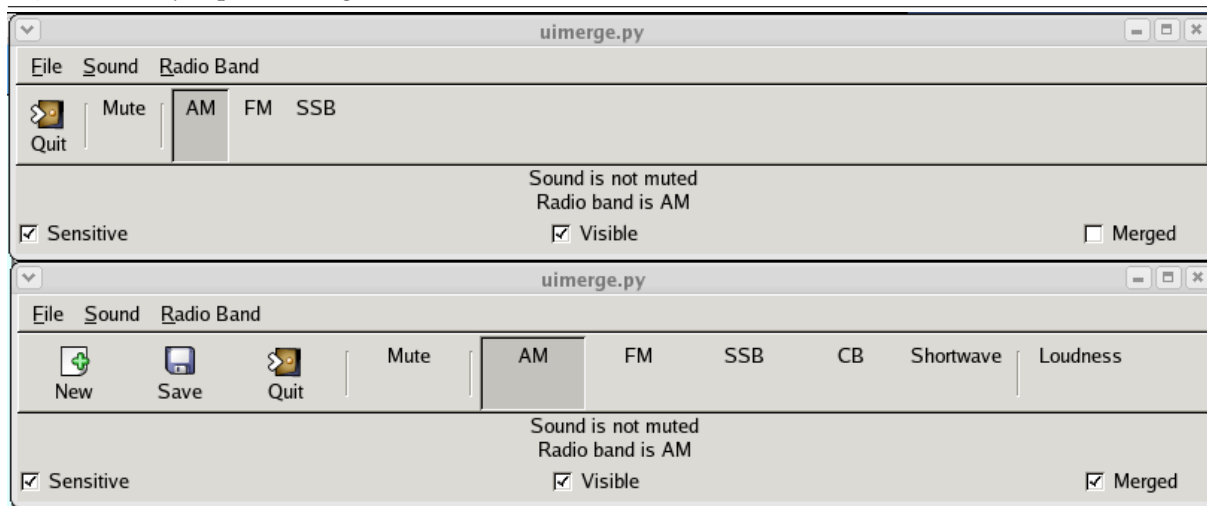 uimerge.py
File Sound Radio Band
Mute AM FM SSB
Quit
Sound is not muted
Radio band is AM
Sensitive Visible Merged
uimerge.py
File Sound Radio Band
Mute AM FM SSB CB Shortwave Loudness
New Save Quit
Sound is not muted
Radio band is AM
Sensitive Visible Merged